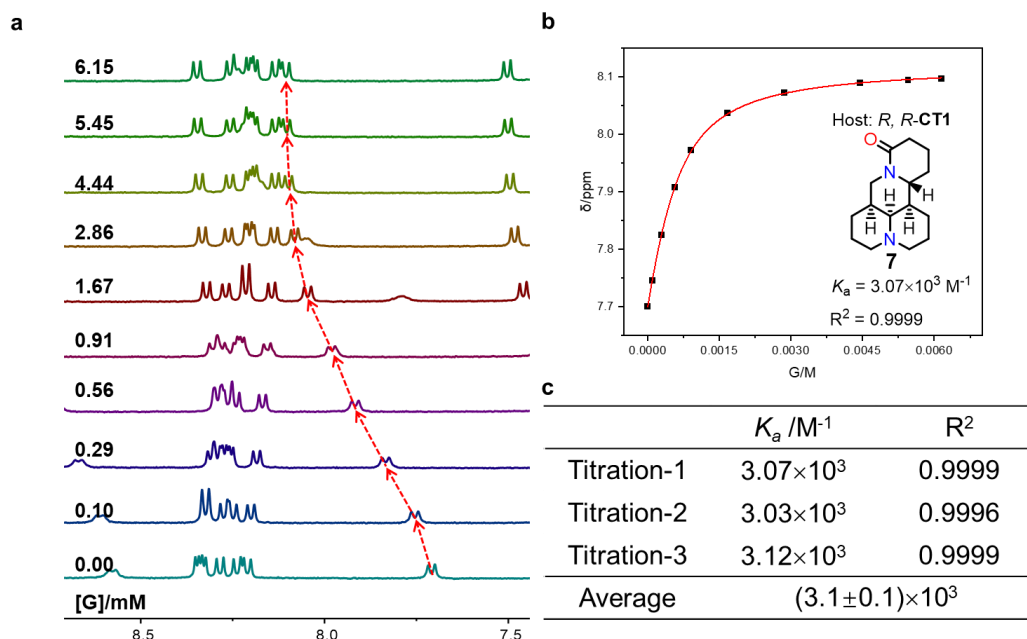 a
6.15
5.45
4.44
2.86
1.67
0.91
0.56
0.29
0.10
0.00
[G]/mM
8.5 8.0 7.5
b
8.1
8.0
7.9
7.8
7.7
δ/ppm
0.0000 0.0015 0.0030 0.0045 0.0060
G/M
Host: R, R-CT1
O
N
H
H
H H
N
7
Ka = 3.07×10³ M⁻¹
R² = 0.9999
c
Ka /M⁻¹ R²
Titration-1 3.07×10³ 0.9999
Titration-2 3.03×10³ 0.9996
Titration-3 3.12×10³ 0.9999
Average (3.1±0.1)×10³